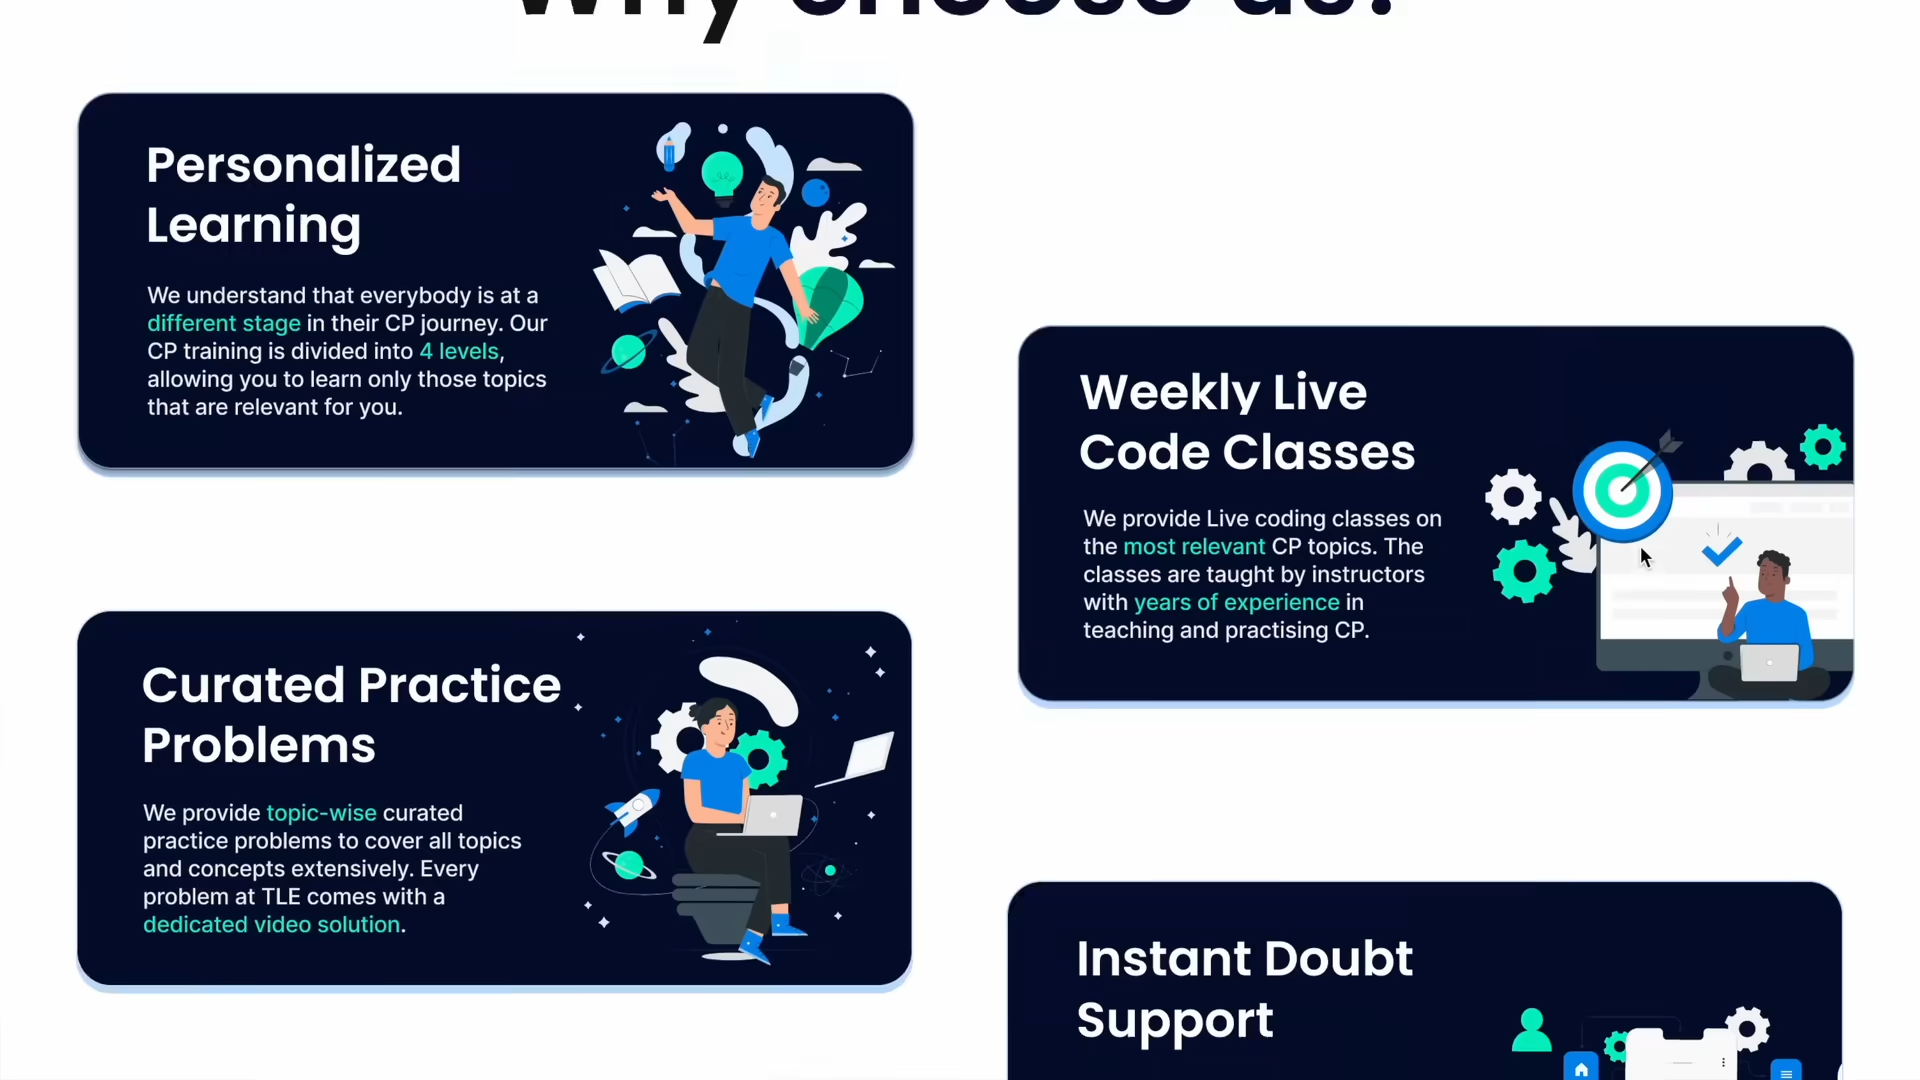 Why choose us?
Personalized
Learning
We understand that everybody is at a
different stage in their CP journey. Our
CP training is divided into 4 levels,
allowing you to learn only those topics
that are relevant for you.
Weekly Live
Code Classes
We provide Live coding classes on
the most relevant CP topics. The
classes are taught by instructors
with years of experience in
teaching and practising CP.
Curated Practice
Problems
We provide topic-wise curated
practice problems to cover all topics
and concepts extensively. Every
problem at TLE comes with a
dedicated video solution.
Instant Doubt
Support